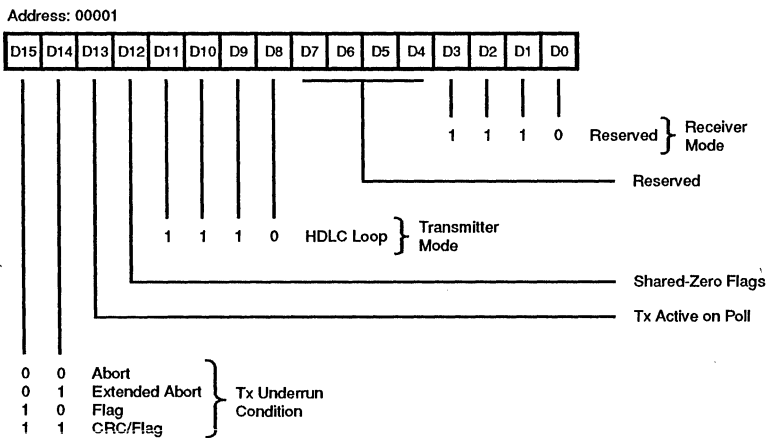 Address: 00001
D15 D14 D13 D12 D11 D10 D9 D8 D7 D6 D5 D4 D3 D2 D1 D0
1 1 1 0 Reserved } Receiver
Mode
Reserved
1 1 1 0 HDLC Loop } Transmitter
Mode
Shared-Zero Flags
Tx Active on Poll
0 0 Abort
0 1 Extended Abort
1 0 Flag
1 1 CRC/Flag
} Tx Underrun
Condition